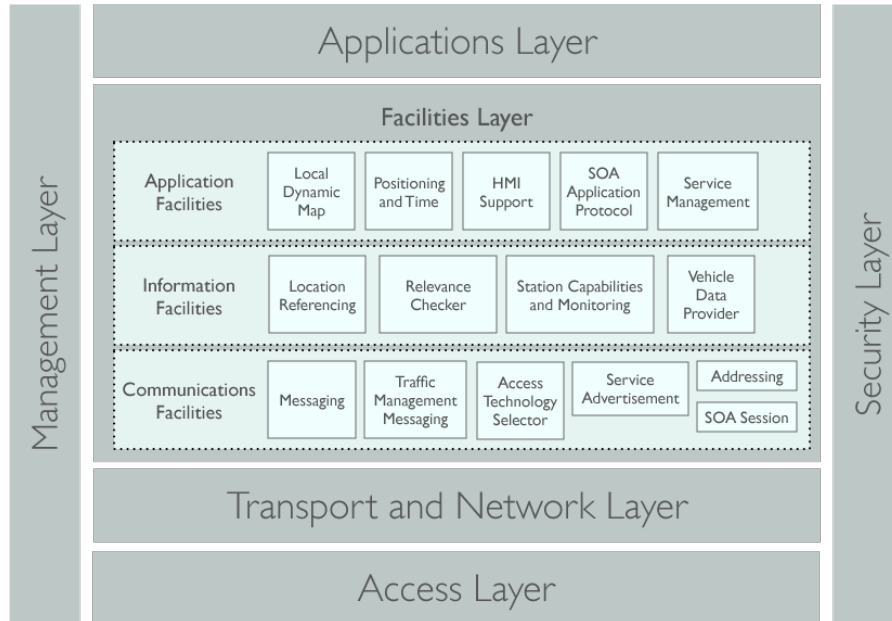 Applications Layer
Management Layer
Security Layer
Facilities Layer
Application
Facilities
Local
Dynamic
Map
Positioning
and Time
HMI
Support
SOA
Application
Protocol
Service
Management
Information
Facilities
Location
Referencing
Relevance
Checker
Station Capabilities
and Monitoring
Vehicle
Data
Provider
Communications
Facilities
Messaging
Traffic
Management
Messaging
Access
Technology
Selector
Service
Advertisement
Addressing
SOA Session
Transport and Network Layer
Access Layer